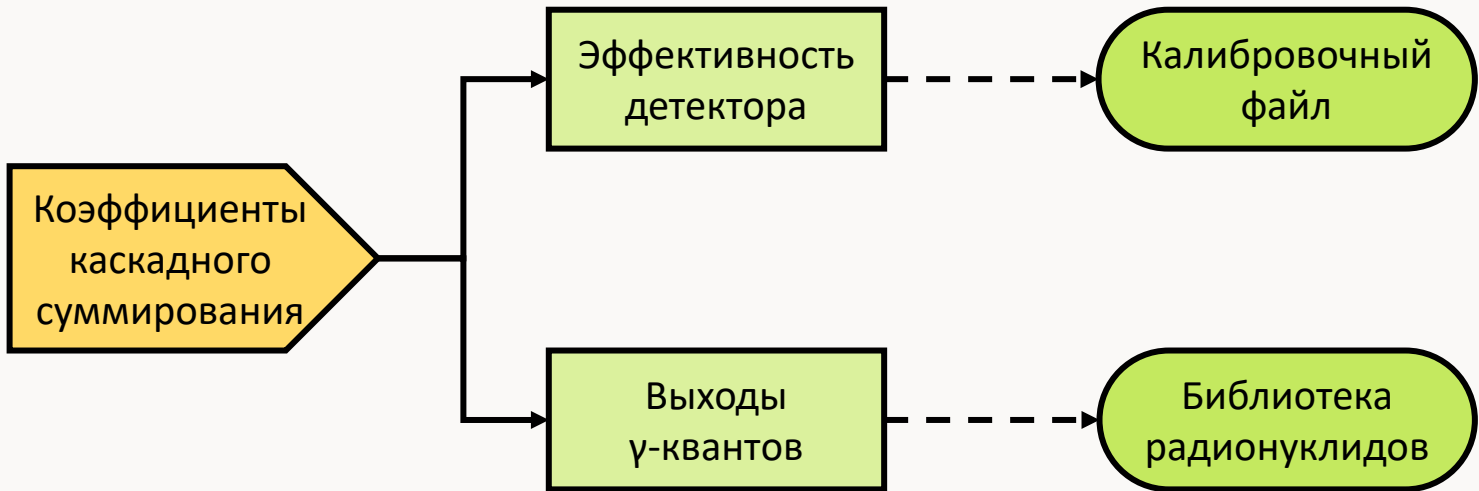 Эффективность
детектора
Калибровочный
файл
Коэффициенты
каскадного
суммирования
Выходы
γ-квантов
Библиотека
радионуклидов